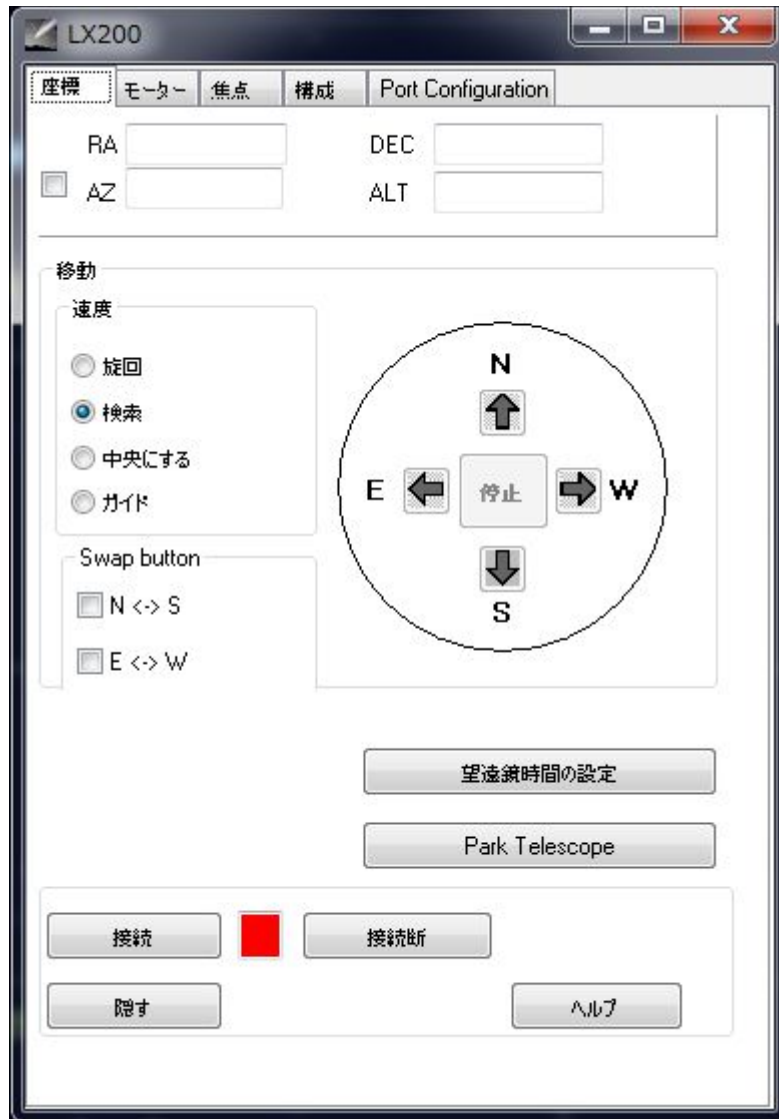 LX200
座標 モーター 焦点 構成 Port Configuration
RA DEC
AZ ALT
移動
速度
旋回
検索
中央にする
ガイド
N
E 停止 W
S
Swap button
N <-> S
E <-> W
望遠鏡時間の設定
Park Telescope
接続 接続断
隠す ヘルプ